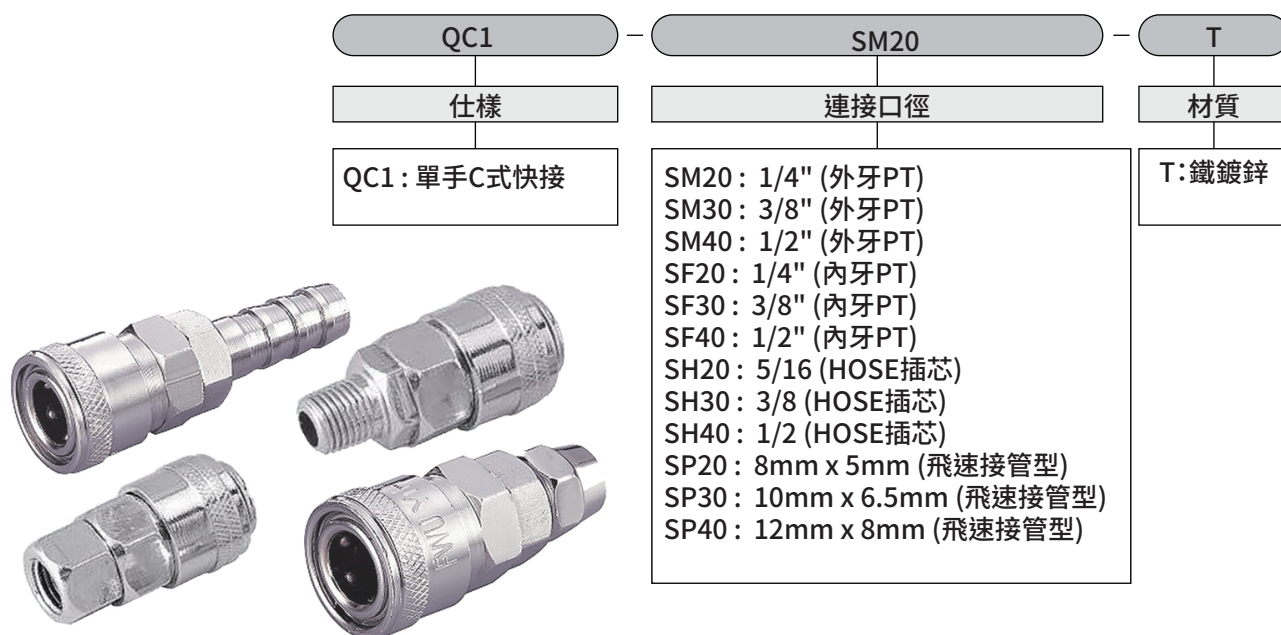 QC1 － SM20 － T
仕樣 連接口徑 材質
QC1 : 單手C式快接
T：鐵鍍鋅
SM20 : 1/4" (外牙PT)
SM30 : 3/8" (外牙PT)
SM40 : 1/2" (外牙PT)
SF20 : 1/4" (內牙PT)
SF30 : 3/8" (內牙PT)
SF40 : 1/2" (內牙PT)
SH20 : 5/16 (HOSE插芯)
SH30 : 3/8 (HOSE插芯)
SH40 : 1/2 (HOSE插芯)
SP20 : 8mm x 5mm (飛速接管型)
SP30 : 10mm x 6.5mm (飛速接管型)
SP40 : 12mm x 8mm (飛速接管型)
FWU